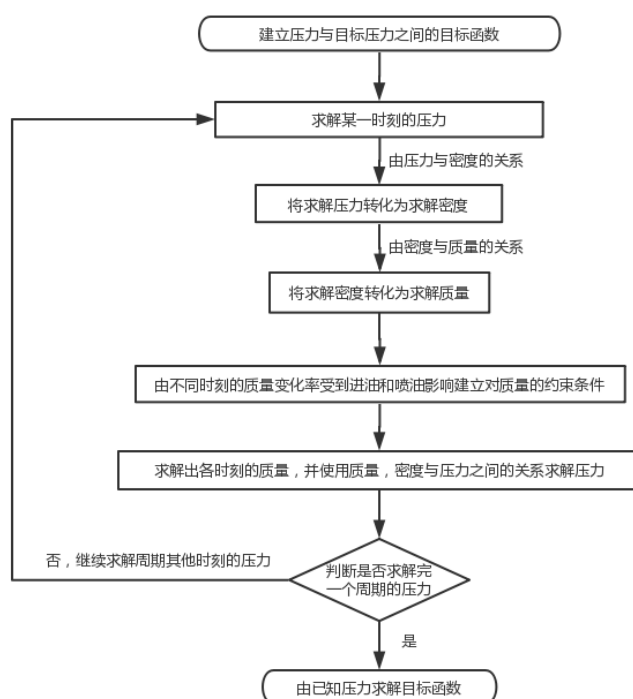 建立压力与目标压力之间的目标函数
求解某一时刻的压力
由压力与密度的关系
将求解压力转化为求解密度
由密度与质量的关系
将求解密度转化为求解质量
由不同时刻的质量变化率受到进油和喷油影响建立对质量的约束条件
求解出各时刻的质量，并使用质量，密度与压力之间的关系求解压力
否，继续求解周期其他时刻的压力
判断是否求解完
一个周期的压力
是
由已知压力求解目标函数